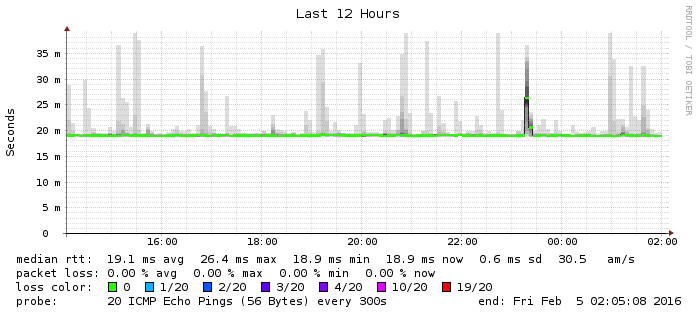 Last 12 Hours
RRDTOOL / TOBI OETIKER
Seconds
35 m
30 m
25 m
20 m
15 m
10 m
5 m
0
16:00 18:00 20:00 22:00 00:00 02:00
median rtt: 19.1 ms avg 26.4 ms max 18.9 ms min 18.9 ms now 0.6 ms sd 30.5 am/s
packet loss: 0.00 % avg 0.00 % max 0.00 % min 0.00 % now
loss color: 0 1/20 2/20 3/20 4/20 10/20 19/20
probe: 20 ICMP Echo Pings (56 Bytes) every 300s end: Fri Feb 5 02:05:08 2016